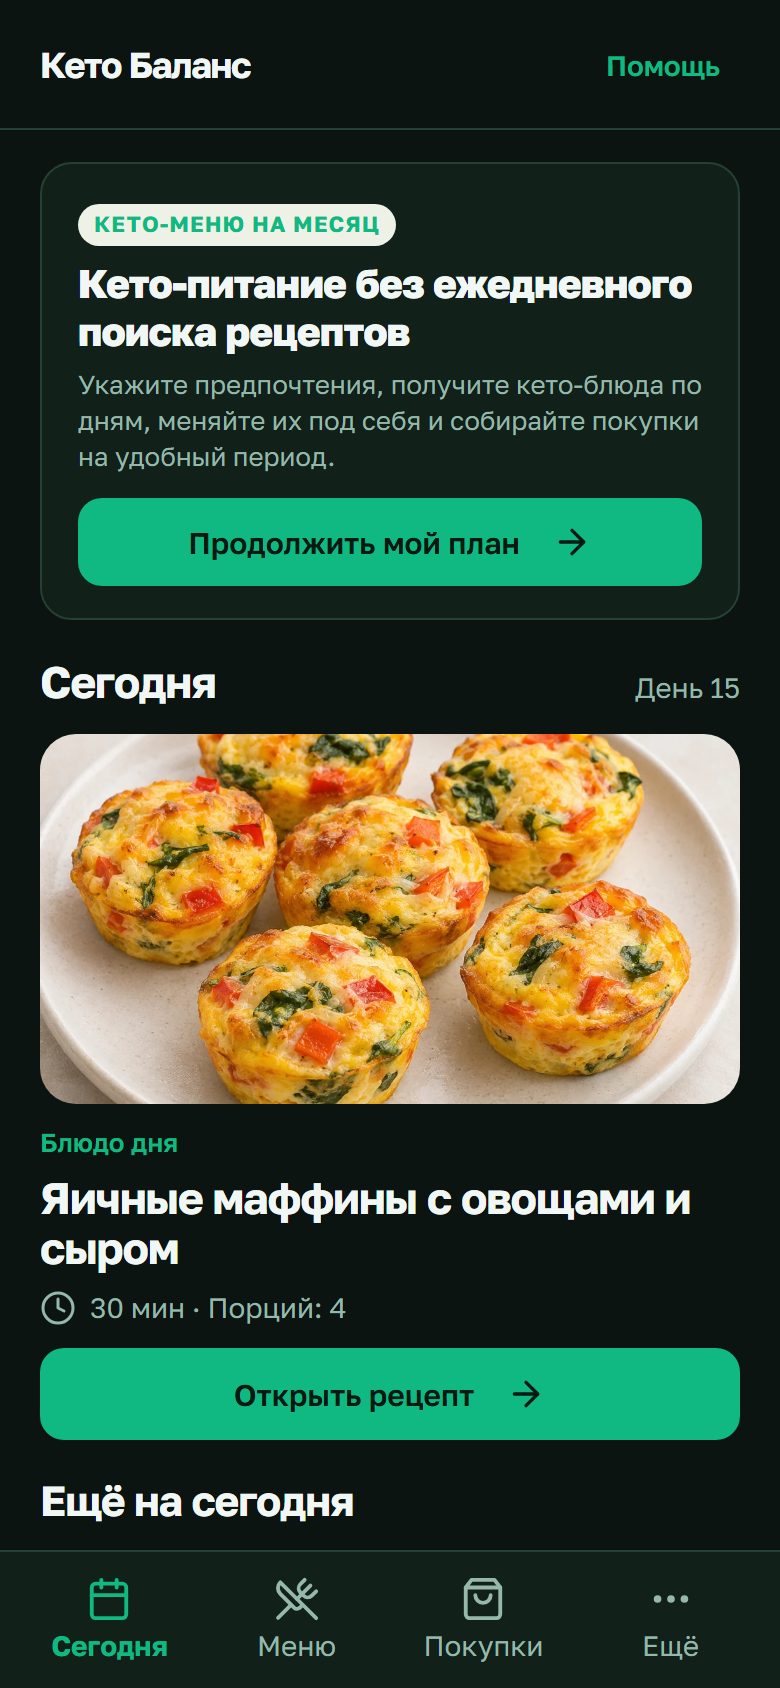 Кето Баланс
Помощь
КЕТО-МЕНЮ НА МЕСЯЦ
Кето-питание без ежедневного
поиска рецептов
Укажите предпочтения, получите кето-блюда по
дням, меняйте их под себя и собирайте покупки
на удобный период.
Продолжить мой план
Сегодня
День 15
Блюдо дня
Яичные маффины с овощами и
сыром
30 мин · Порций: 4
Открыть рецепт
Ещё на сегодня
Сегодня
Меню
Покупки
Ещё